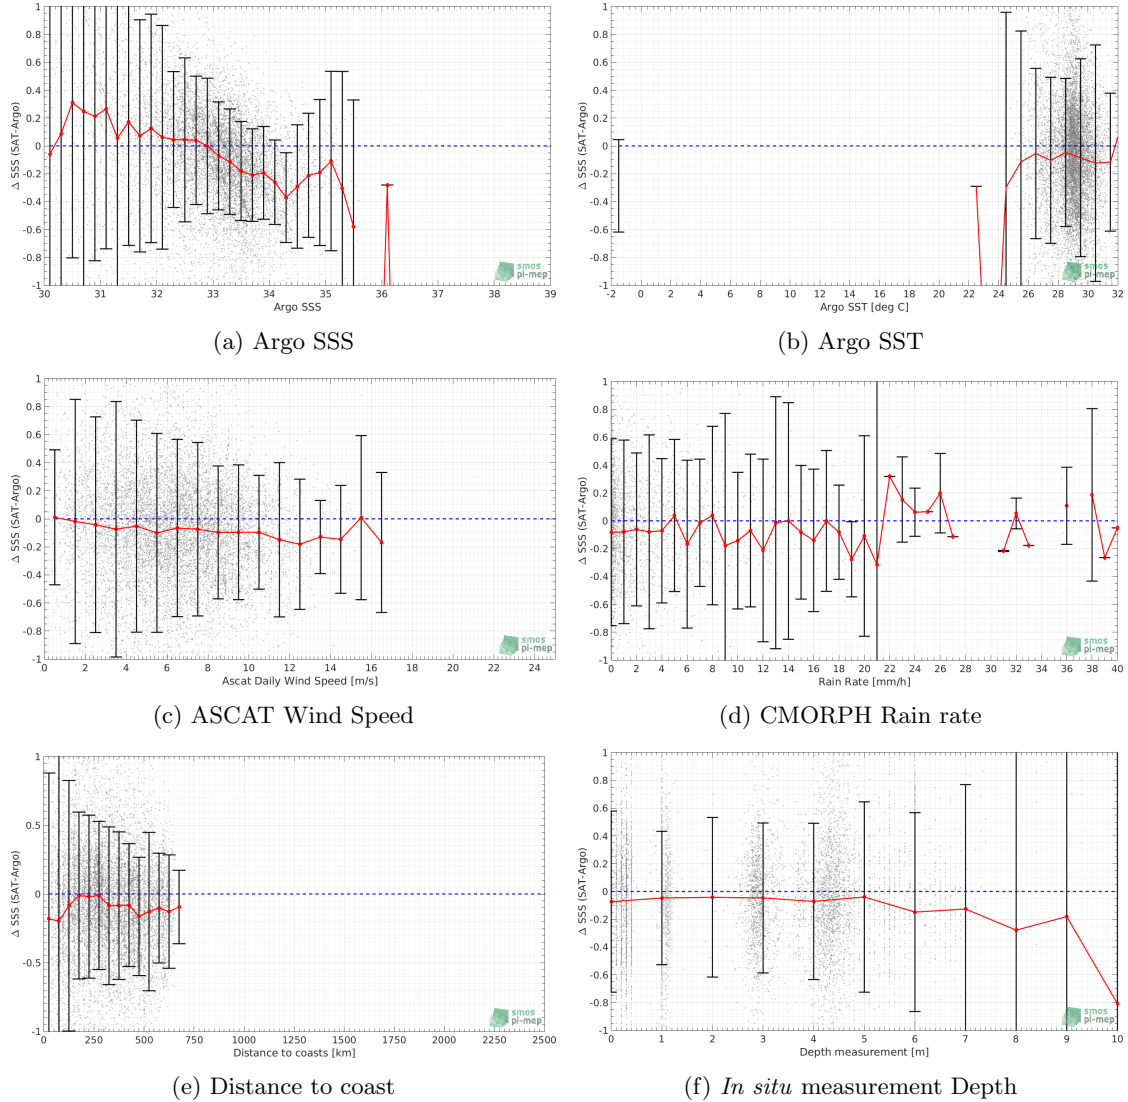 1
0.8
0.6
0.4
0.2
0
-0.2
-0.4
-0.6
-0.8
-1
Δ SSS (SAT-Argo)
30 31 32 33 34 35 36 37 38 39
Argo SSS
smos
pi-mep
(a) Argo SSS
1
0.8
0.6
0.4
0.2
0
-0.2
-0.4
-0.6
-0.8
-1
Δ SSS (SAT-Argo)
-2 0 2 4 6 8 10 12 14 16 18 20 22 24 26 28 30 32
Argo SST [deg C]
smos
pi-mep
(b) Argo SST
1
0.8
0.6
0.4
0.2
0
-0.2
-0.4
-0.6
-0.8
-1
Δ SSS (SAT-Argo)
0 2 4 6 8 10 12 14 16 18 20 22 24
Ascat Daily Wind Speed [m/s]
smos
pi-mep
(c) ASCAT Wind Speed
1
0.8
0.6
0.4
0.2
0
-0.2
-0.4
-0.6
-0.8
-1
Δ SSS (SAT-Argo)
0 2 4 6 8 10 12 14 16 18 20 22 24 26 28 30 32 34 36 38 40
Rain Rate [mm/h]
smos
pi-mep
(d) CMORPH Rain rate
1
0.5
0
-0.5
-1
Δ SSS (SAT-Argo)
0 250 500 750 1000 1250 1500 1750 2000 2250 2500
Distance to coasts [km]
smos
pi-mep
(e) Distance to coast
1
0.8
0.6
0.4
0.2
0
-0.2
-0.4
-0.6
-0.8
-1
Δ SSS (SAT-Argo)
0 1 2 3 4 5 6 7 8 9 10
Depth measurement [m]
smos
pi-mep
(f) In situ measurement Depth